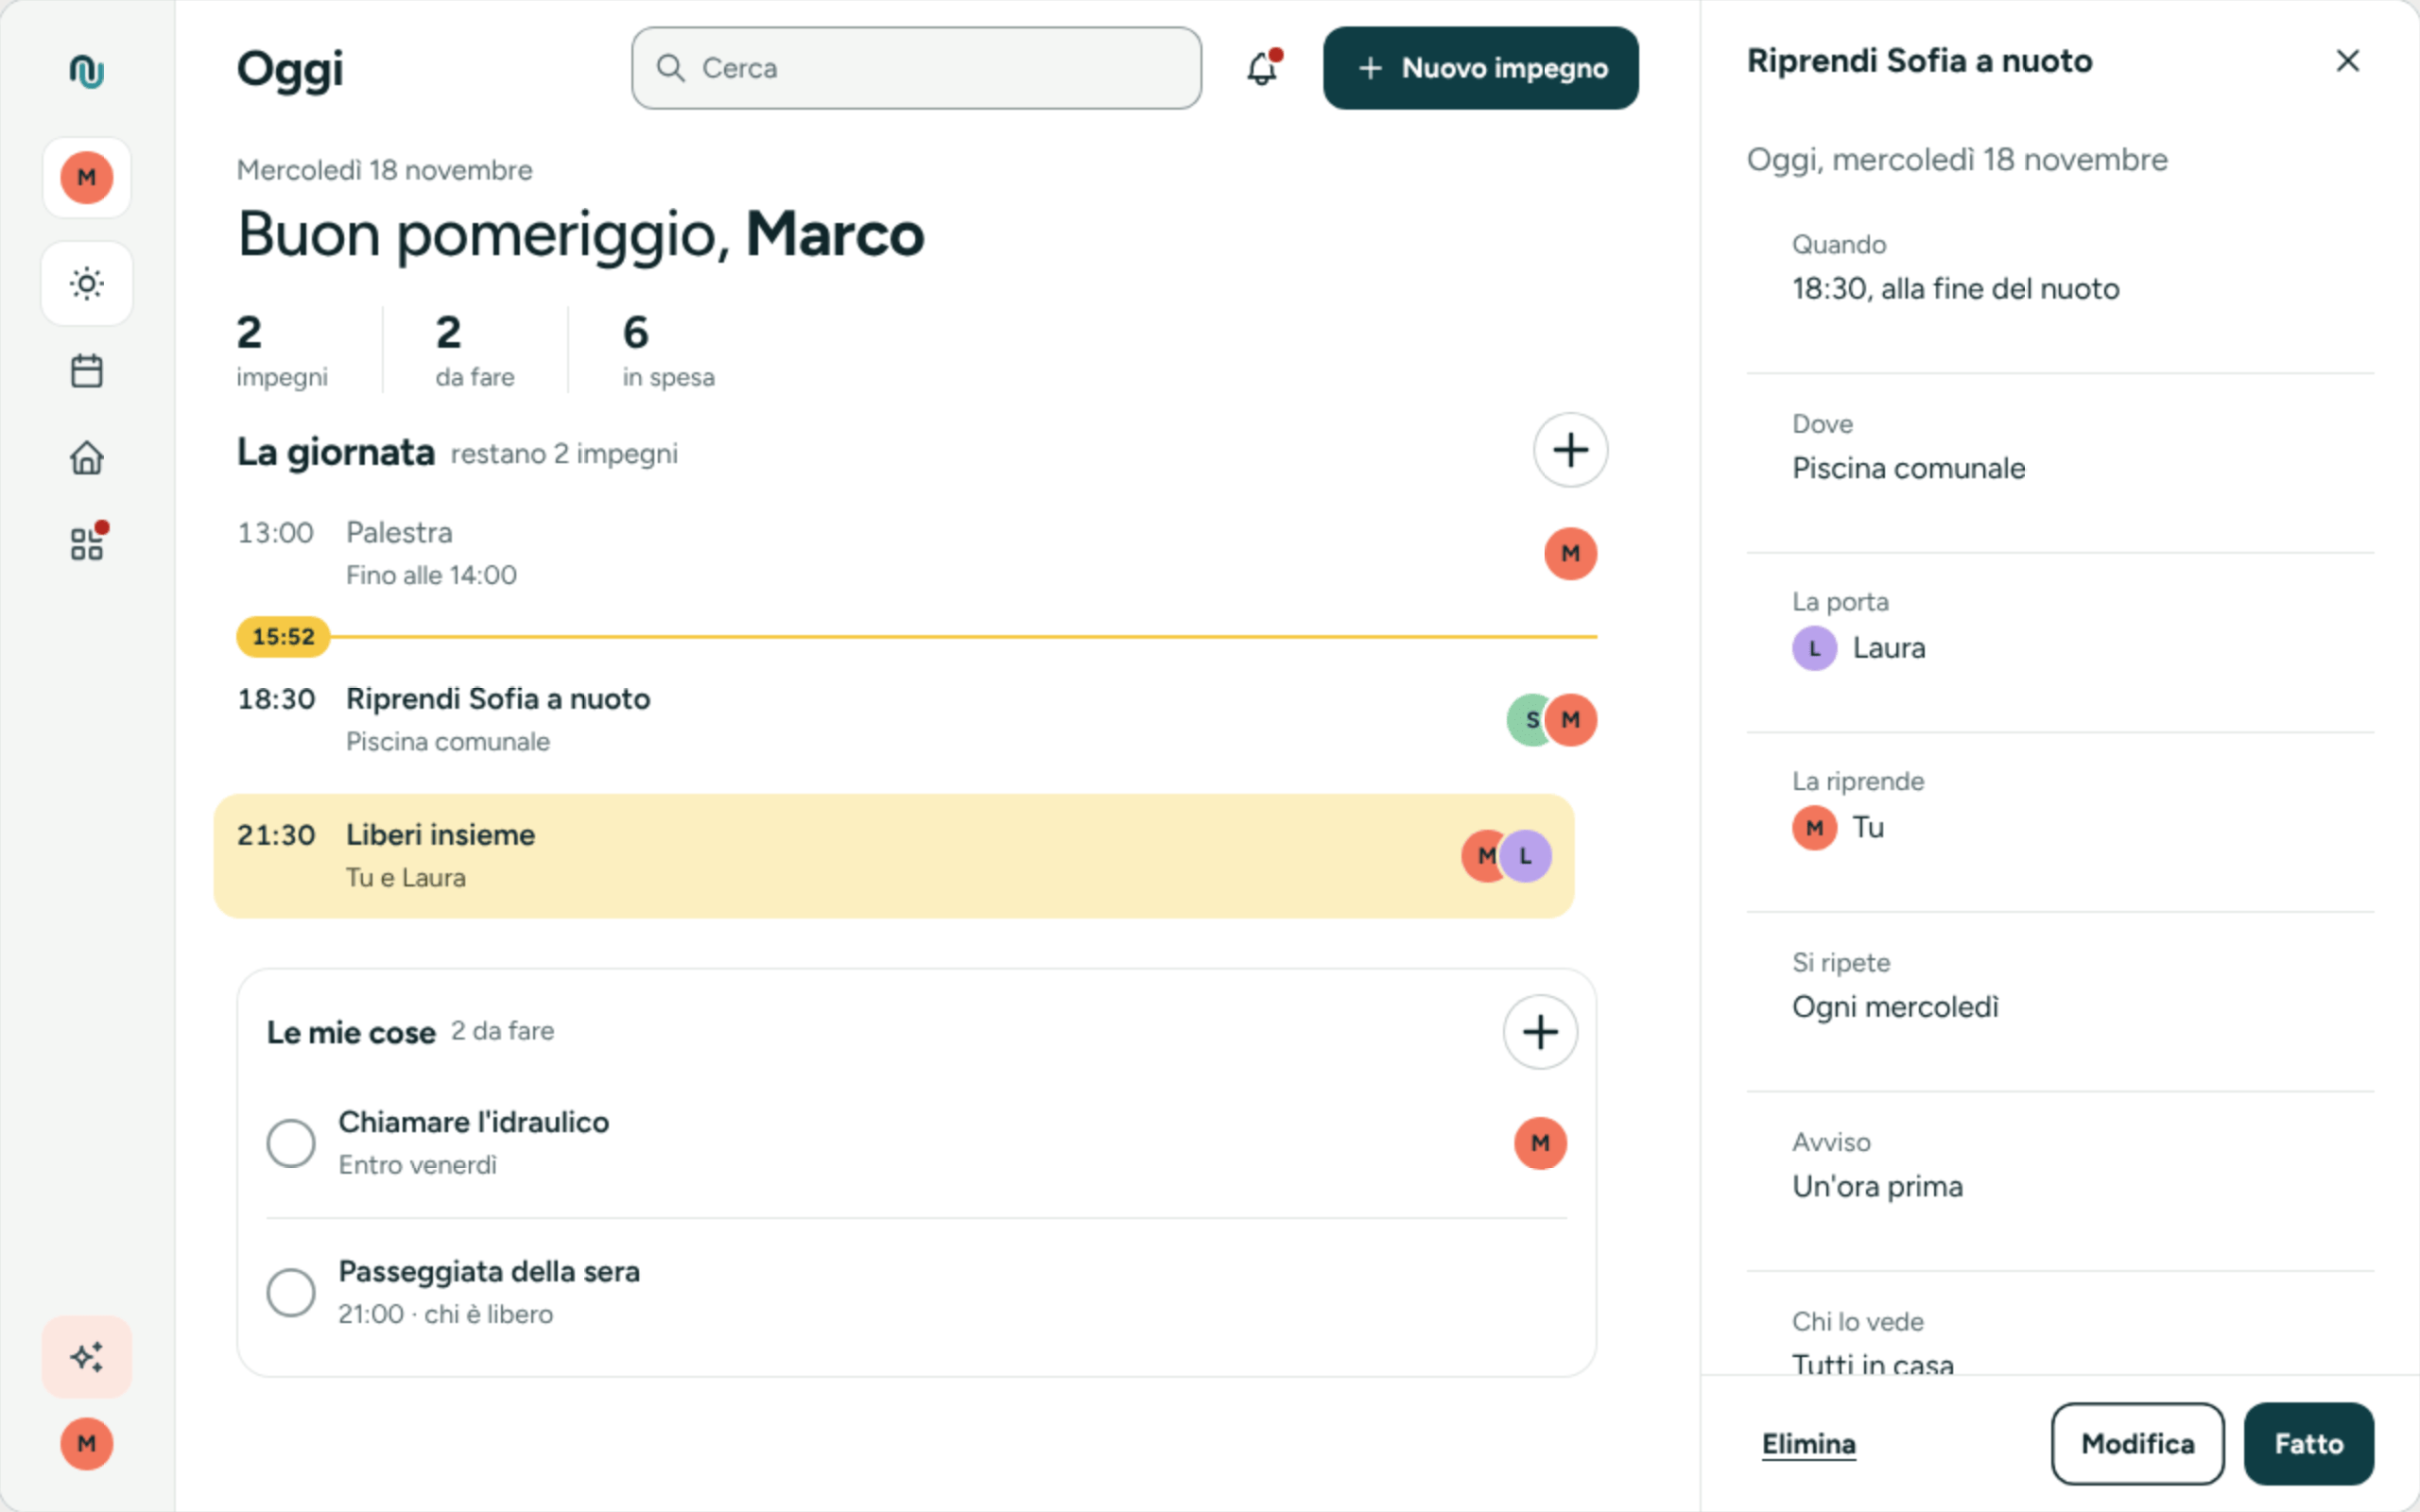 Oggi
Cerca
+ Nuovo impegno
M
Mercoledì 18 novembre
Buon pomeriggio, Marco
2
impegni
2
da fare
6
in spesa
La giornata restano 2 impegni
13:00 Palestra
Fino alle 14:00
M
15:52
18:30 Riprendi Sofia a nuoto
Piscina comunale
S M
21:30 Liberi insieme
Tu e Laura
M L
Le mie cose 2 da fare
Chiamare l'idraulico
Entro venerdì
M
Passeggiata della sera
21:00 · chi è libero
M
Riprendi Sofia a nuoto
Oggi, mercoledì 18 novembre
Quando
18:30, alla fine del nuoto
Dove
Piscina comunale
La porta
L Laura
La riprende
M Tu
Si ripete
Ogni mercoledì
Avviso
Un'ora prima
Chi lo vede
Tutti in casa
Elimina
Modifica
Fatto